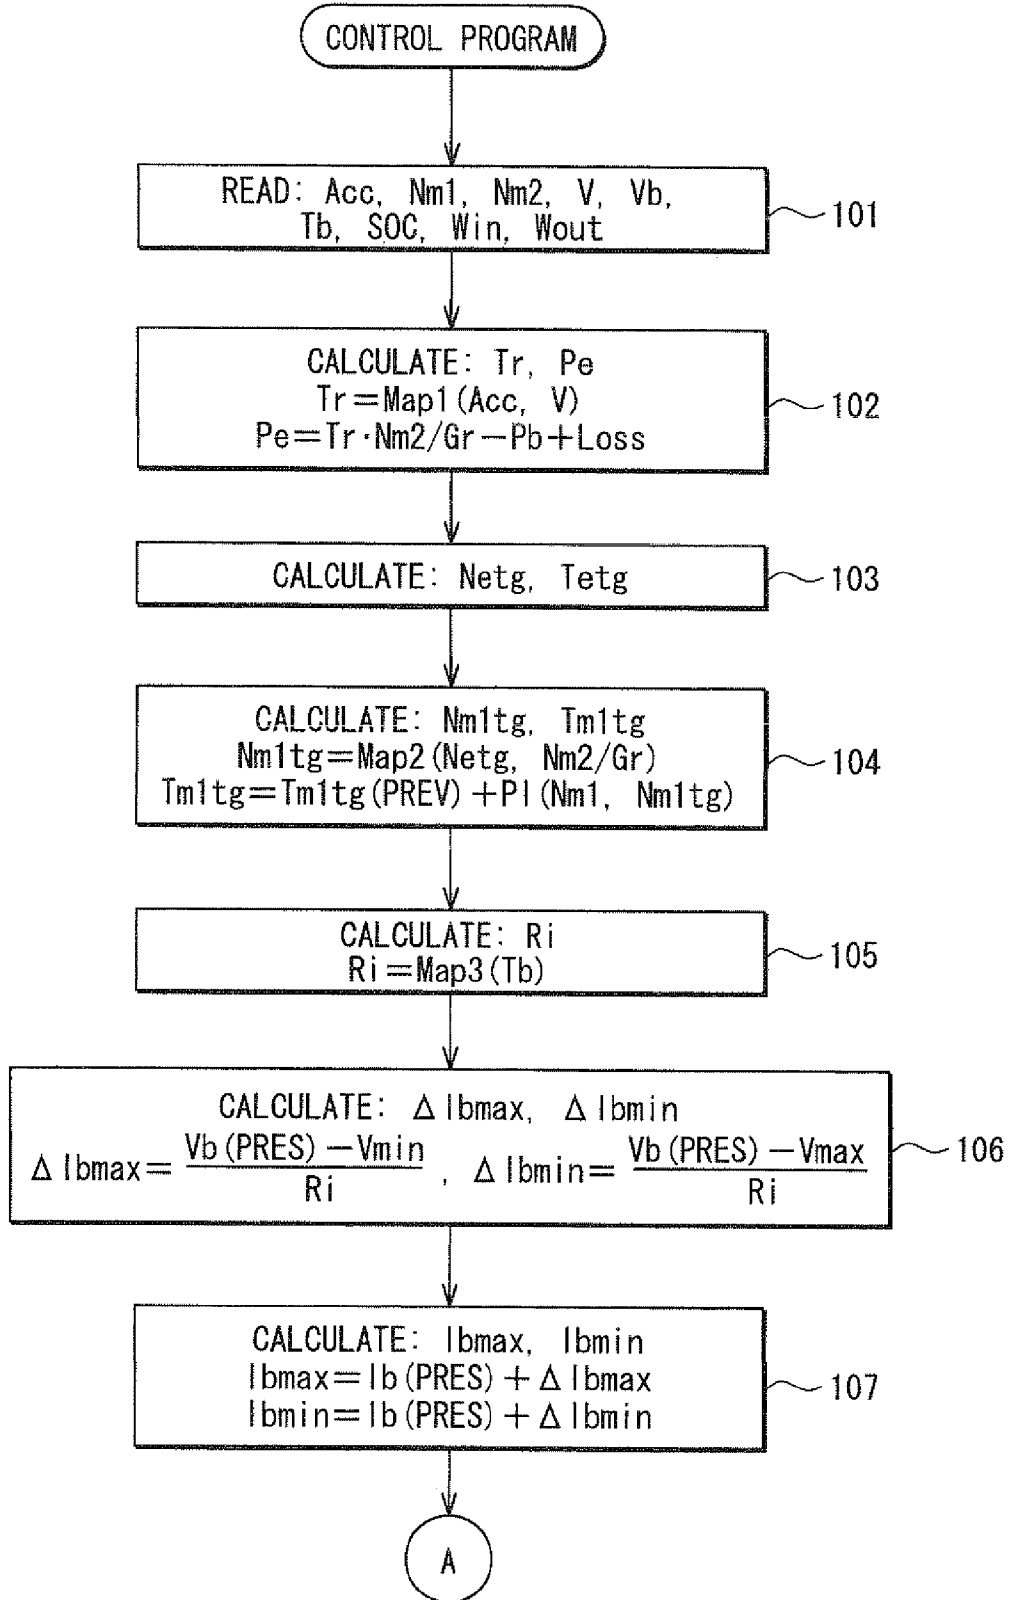 CONTROL PROGRAM
READ: Acc, Nm1, Nm2, V, Vb,
Tb, SOC, Win, Wout
101
CALCULATE: Tr, Pe
Tr=Map1(Acc, V)
Pe=Tr·Nm2/Gr−Pb+Loss
102
CALCULATE: Netg, Tetg
103
CALCULATE: Nm1tg, Tm1tg
Nm1tg=Map2(Netg, Nm2/Gr)
Tm1tg=Tm1tg(PREV)+PI(Nm1, Nm1tg)
104
CALCULATE: Ri
Ri=Map3(Tb)
105
CALCULATE: ΔIbmax, ΔIbmin
ΔIbmax=Vb(PRES)−Vmin/Ri, ΔIbmin=Vb(PRES)−Vmax/Ri
106
CALCULATE: Ibmax, Ibmin
Ibmax=Ib(PRES)+ΔIbmax
Ibmin=Ib(PRES)+ΔIbmin
107
A